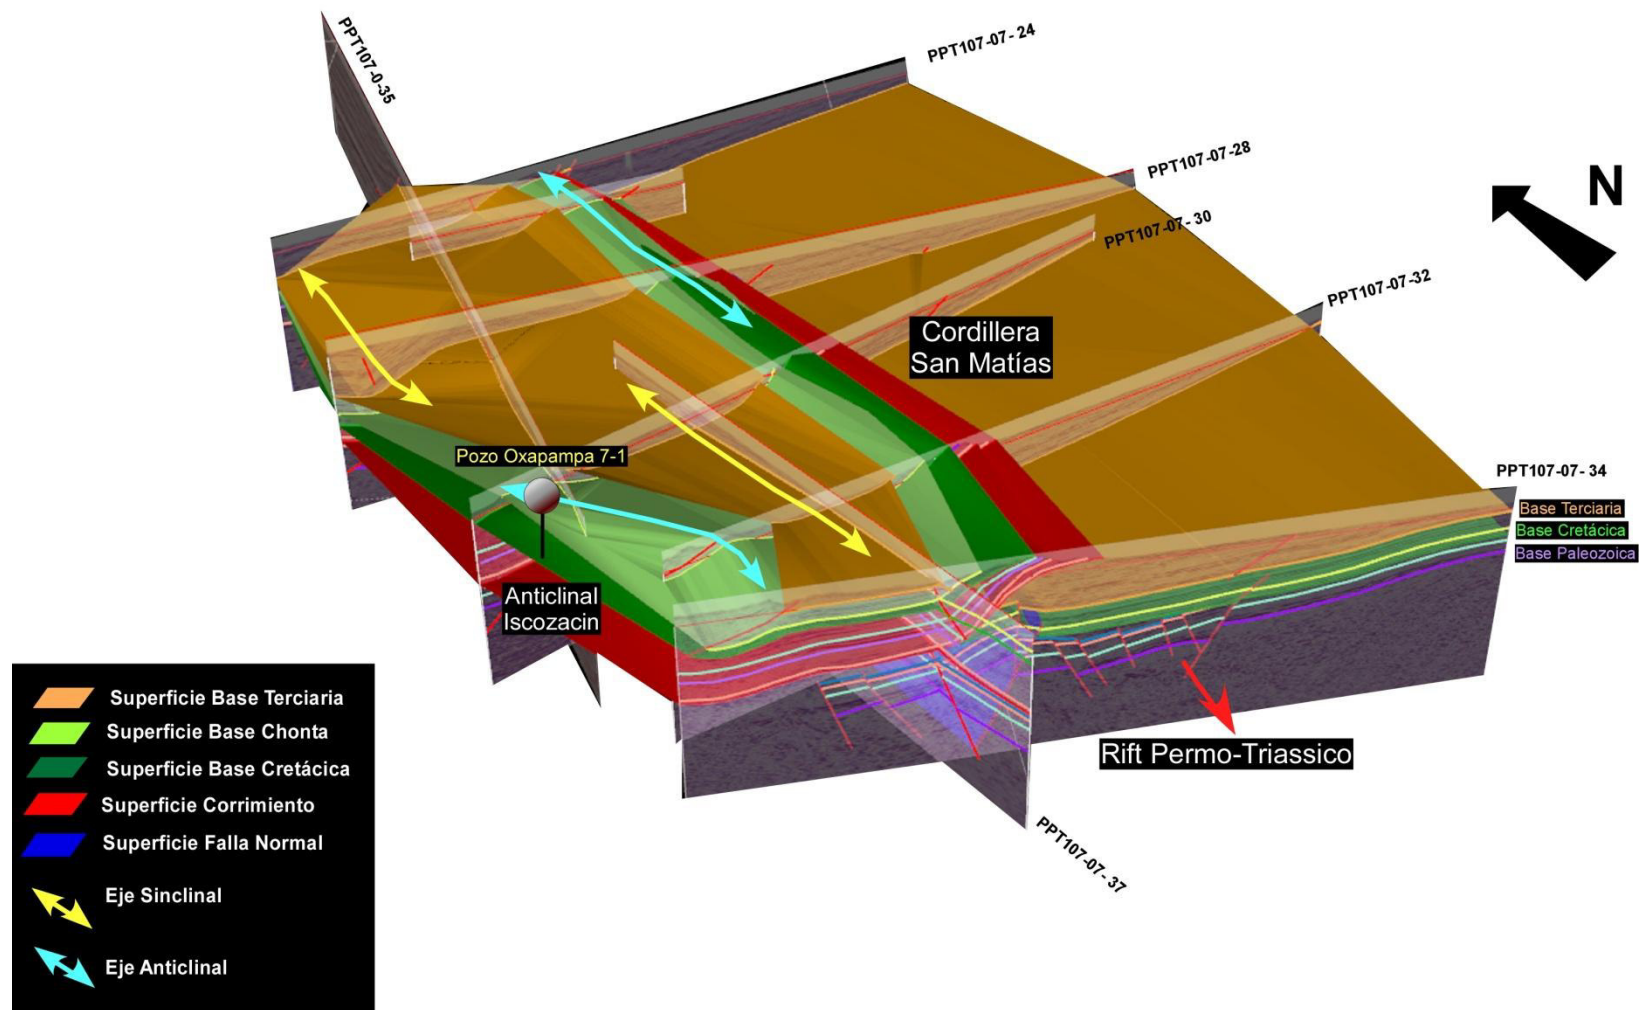 PPT107-0-35
PPT107-07- 24
PPT107-07-28
PPT107-07- 30
PPT107-07-32
N
Cordillera
San Matías
Pozo Oxapampa 7-1
PPT107-07- 34
Base Terciaria
Base Cretácica
Base Paleozoica
Anticlinal
Iscozacin
Rift Permo-Triassico
PPT107-07- 37
Superficie Base Terciaria
Superficie Base Chonta
Superficie Base Cretácica
Superficie Corrimiento
Superficie Falla Normal
Eje Sinclinal
Eje Anticlinal